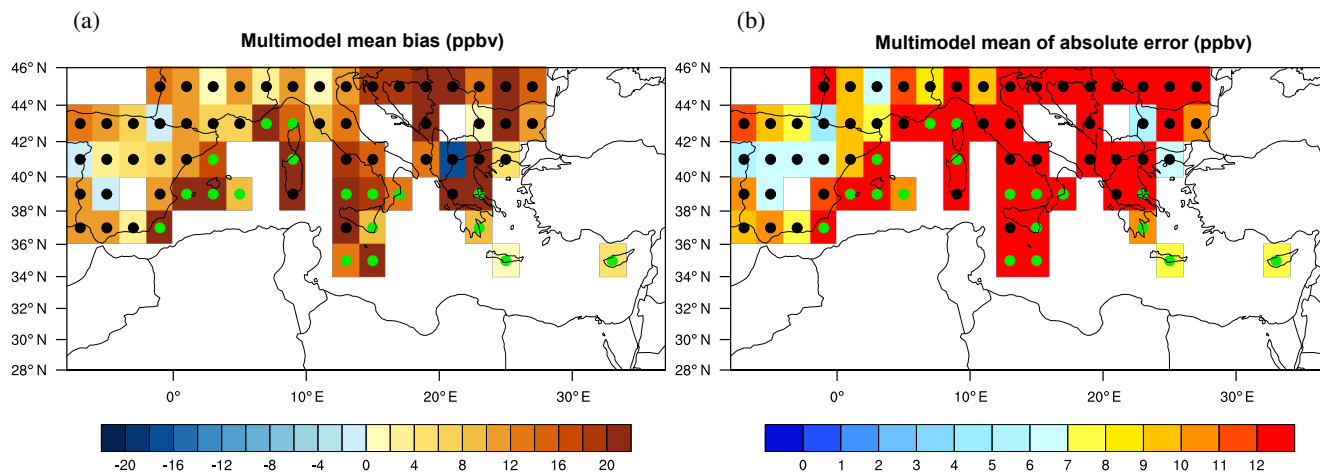 (a)
Multimodel mean bias (ppbv)
46° N
44° N
42° N
40° N
38° N
36° N
34° N
32° N
30° N
28° N
0° 10° E 20° E 30° E
-20 -16 -12 -8 -4 0 4 8 12 16 20
(b)
Multimodel mean of absolute error (ppbv)
46° N
44° N
42° N
40° N
38° N
36° N
34° N
32° N
30° N
28° N
0° 10° E 20° E 30° E
0 1 2 3 4 5 6 7 8 9 10 11 12